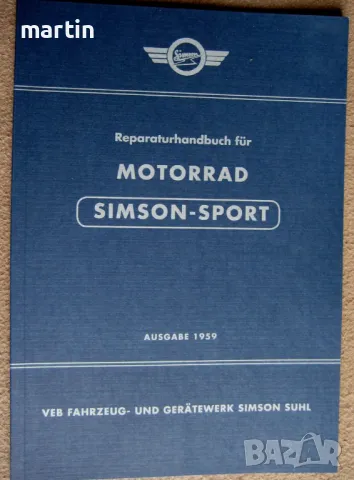 martin
Simson
Reparaturhandbuch für
MOTORRAD
SIMSON-SPORT
AUSGABE 1959
VEB FAHRZEUG- UND GERÄTEWERK SIMSON SUHL
BAZAR